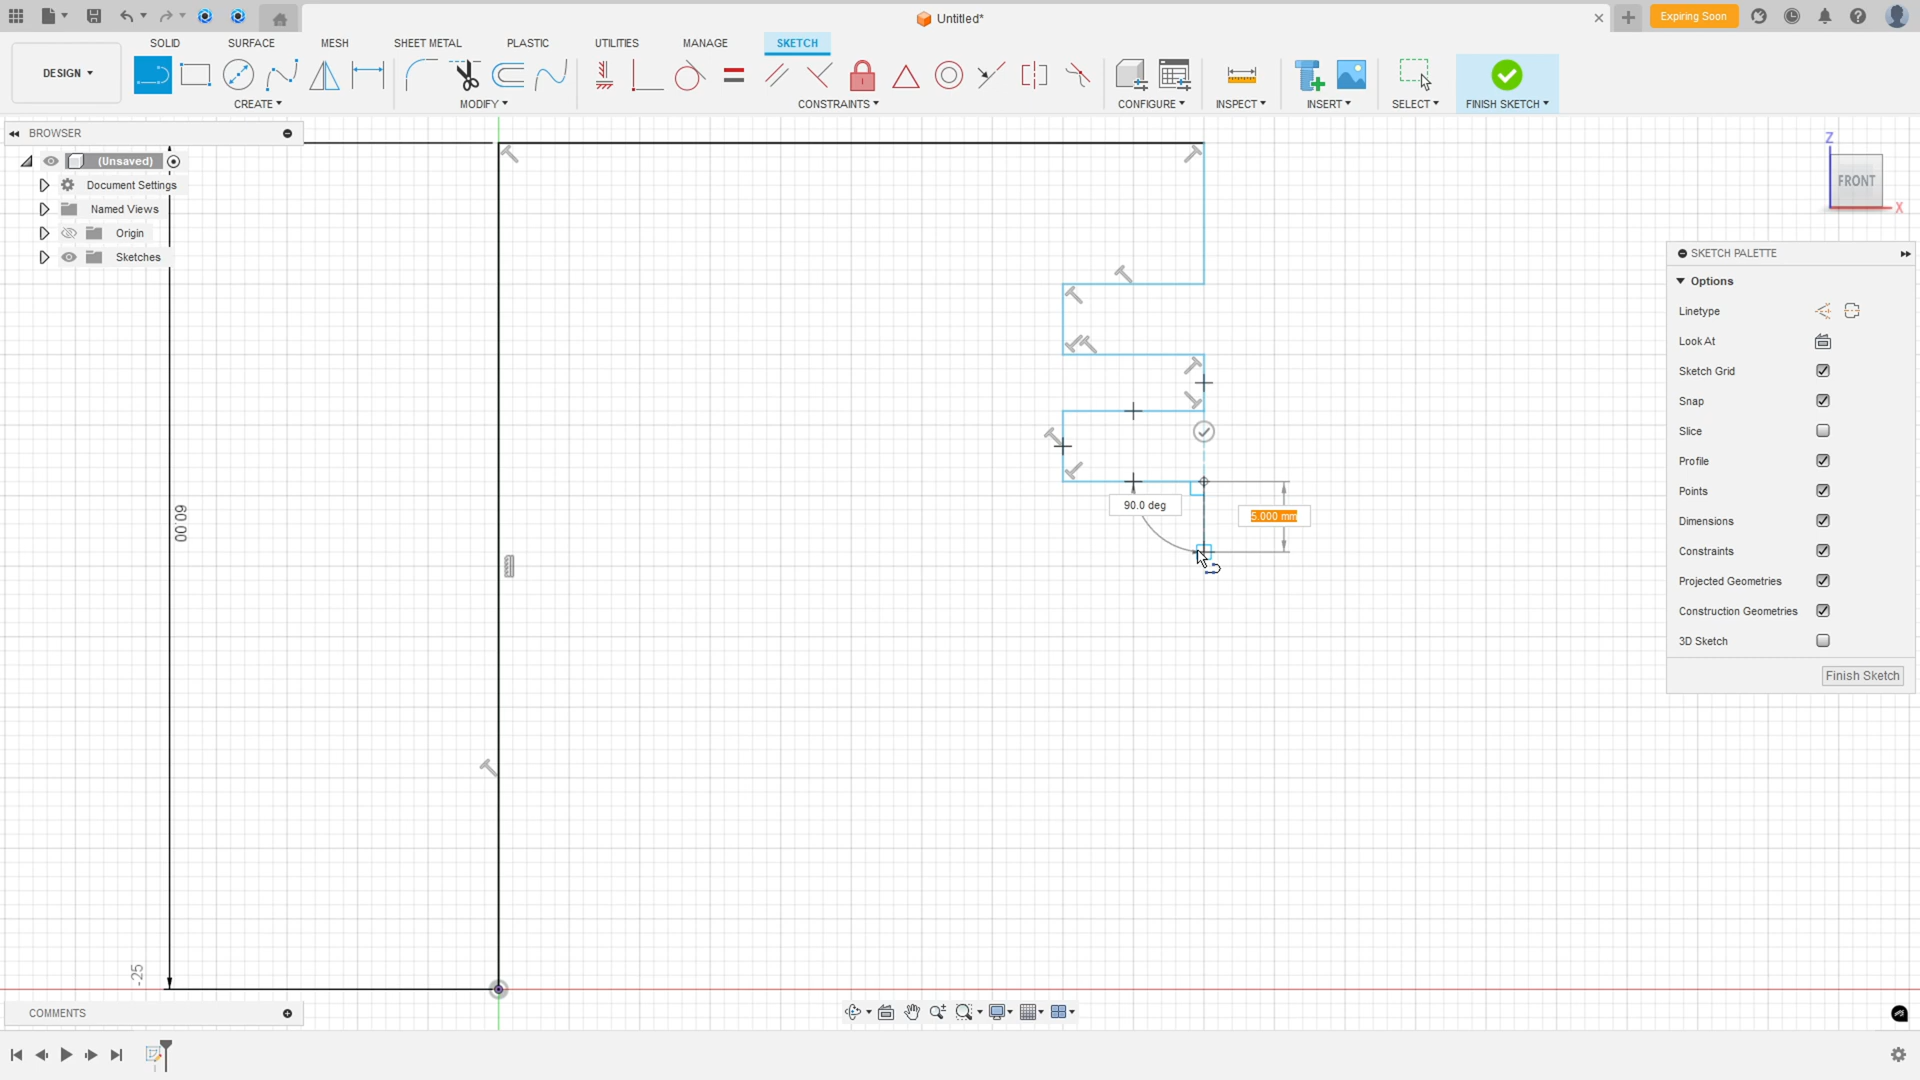 Untitled*
Expiring Soon
DESIGN
SOLID
SURFACE
MESH
SHEET METAL
PLASTIC
UTILITIES
MANAGE
SKETCH
CREATE
MODIFY
CONSTRAINTS
CONFIGURE
INSPECT
INSERT
SELECT
FINISH SKETCH
BROWSER
(Unsaved)
Document Settings
Named Views
Origin
Sketches
Z
FRONT
X
SKETCH PALETTE
Options
Linetype
Look At
Sketch Grid
Snap
Slice
Profile
Points
Dimensions
Constraints
Projected Geometries
Construction Geometries
3D Sketch
Finish Sketch
60.00
90.0 deg
5.000 mm
-25
COMMENTS